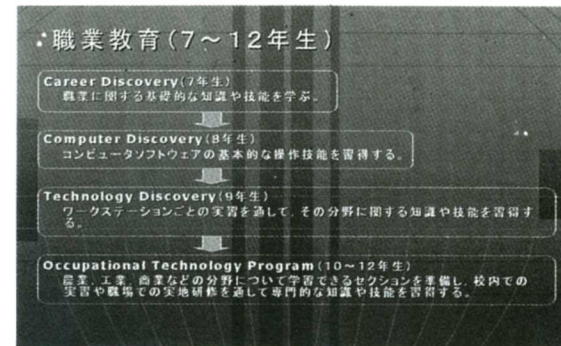 職業教育(7～12年生)
Career Discovery(7年生)
職業に関する基礎的な知識や技能を学ぶ。
Computer Discovery(8年生)
コンピュータソフトウェアの基本的な操作技能を習得する。
Technology Discovery(9年生)
ワークステーションごとの実習を通して、その分野に関する知識や技能を習得す
る。
Occupational Technology Program(10～12年生)
農業、工業、商業などの分野について学習できるセクションを準備し、校内での
実習や職場での実地研修を通して専門的な知識や技能を習得する。